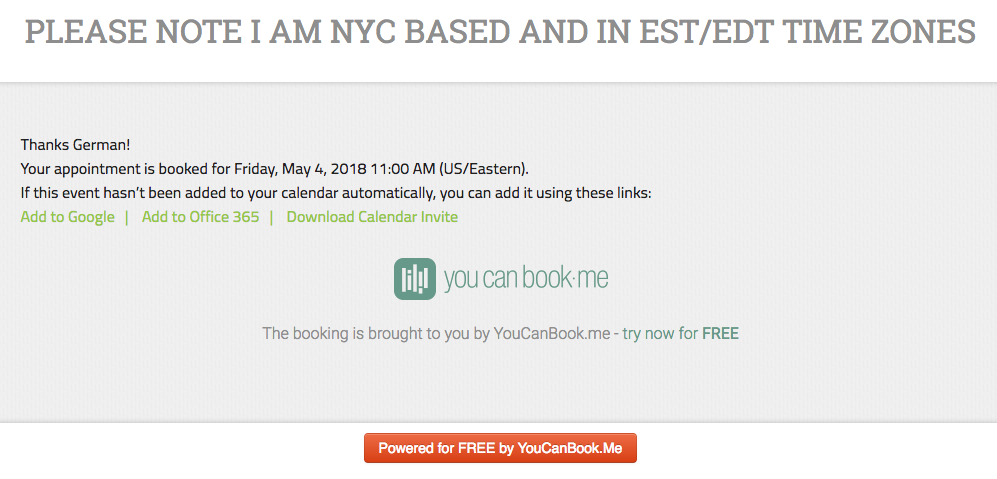 PLEASE NOTE I AM NYC BASED AND IN EST/EDT TIME ZONES
Thanks German!
Your appointment is booked for Friday, May 4, 2018 11:00 AM (US/Eastern).
If this event hasn’t been added to your calendar automatically, you can add it using these links:
Add to Google | Add to Office 365 | Download Calendar Invite
you can book·me
The booking is brought to you by YouCanBook.me - try now for FREE
Powered for FREE by YouCanBook.Me